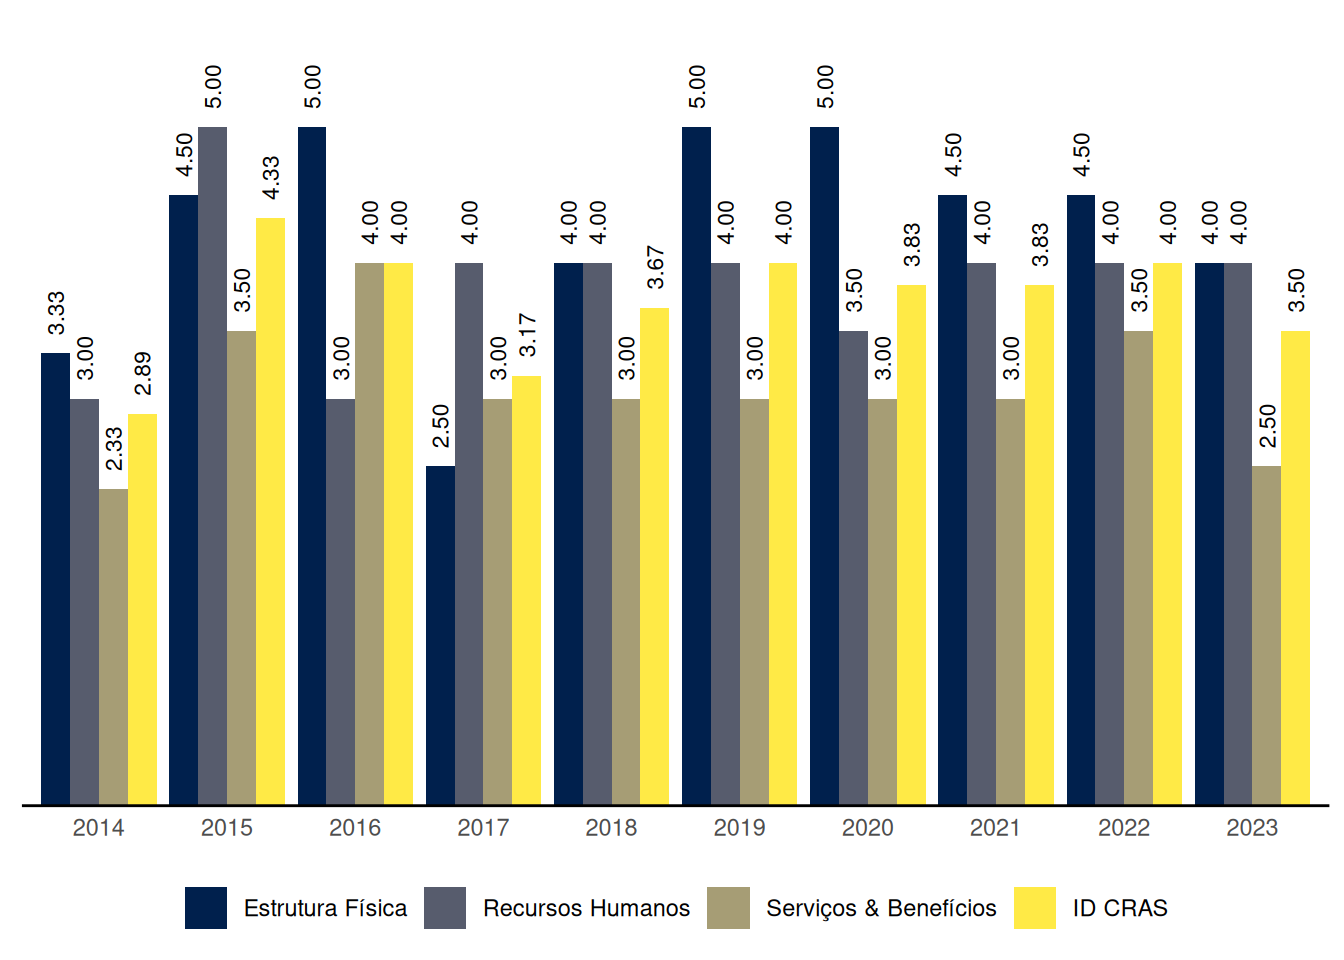 3.33 3.00 2.33 2.89
4.50 5.00 3.50 4.33
5.00 3.00 4.00 4.00
2.50 4.00 3.00 3.17
4.00 4.00 3.00 3.67
5.00 4.00 3.00 4.00
5.00 3.50 3.00 3.83
4.50 4.00 3.00 3.83
4.50 4.00 3.50 4.00
4.00 4.00 2.50 3.50
2014 2015 2016 2017 2018 2019 2020 2021 2022 2023
Estrutura Física Recursos Humanos Serviços & Benefícios ID CRAS